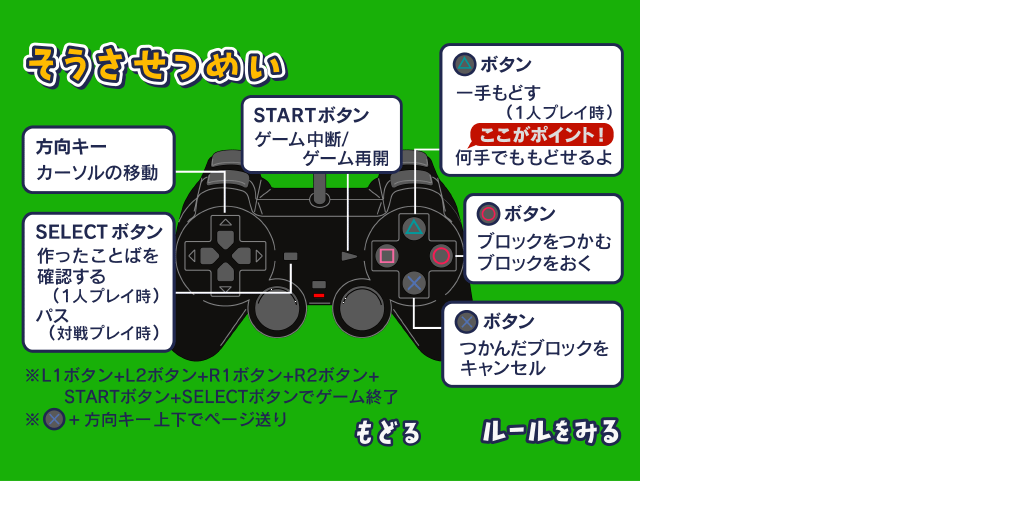 そうさせつめい
方向キー
カーソルの移動
SELECTボタン
作ったことばを
確認する
（1人プレイ時）
パス
（対戦プレイ時）
STARTボタン
ゲーム中断/
ゲーム再開
△ボタン
一手もどす
（1人プレイ時）
ここがポイント！
何手でももどせるよ
○ボタン
ブロックをつかむ
ブロックをおく
×ボタン
つかんだブロックを
キャンセル
※L1ボタン+L2ボタン+R1ボタン+R2ボタン+
STARTボタン+SELECTボタンでゲーム終了
※×+方向キー上下でページ送り
もどる
ルールをみる